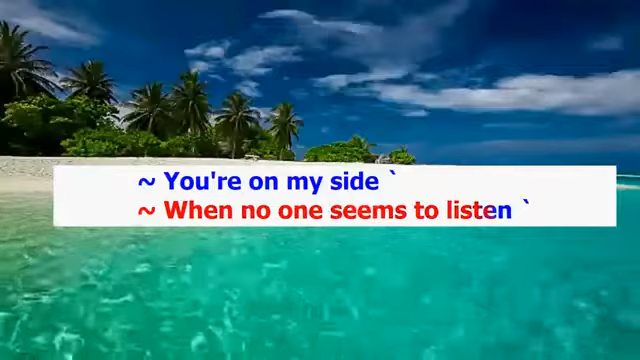 ~ You're on my side `
~ When no one seems to listen `